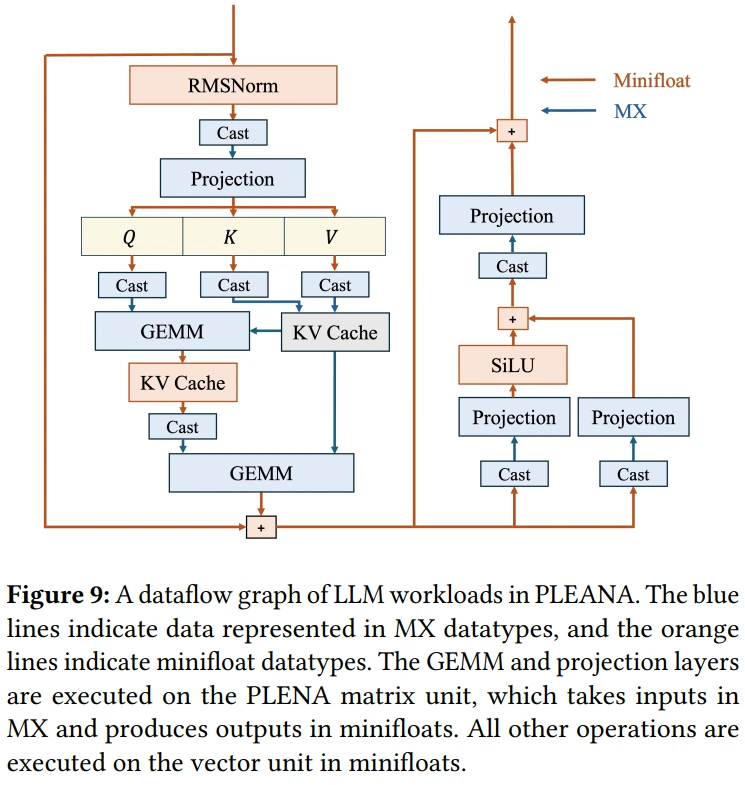 RMSNorm
Cast
Projection
Q K V
Cast Cast Cast
GEMM KV Cache
KV Cache
Cast
GEMM
+
Minifloat
MX
+
Projection
Cast
+
SiLU
Projection Projection
Cast Cast
Figure 9: A dataflow graph of LLM workloads in PLEANA. The blue
lines indicate data represented in MX datatypes, and the orange
lines indicate minifloat datatypes. The GEMM and projection layers
are executed on the PLENA matrix unit, which takes inputs in
MX and produces outputs in minifloats. All other operations are
executed on the vector unit in minifloats.